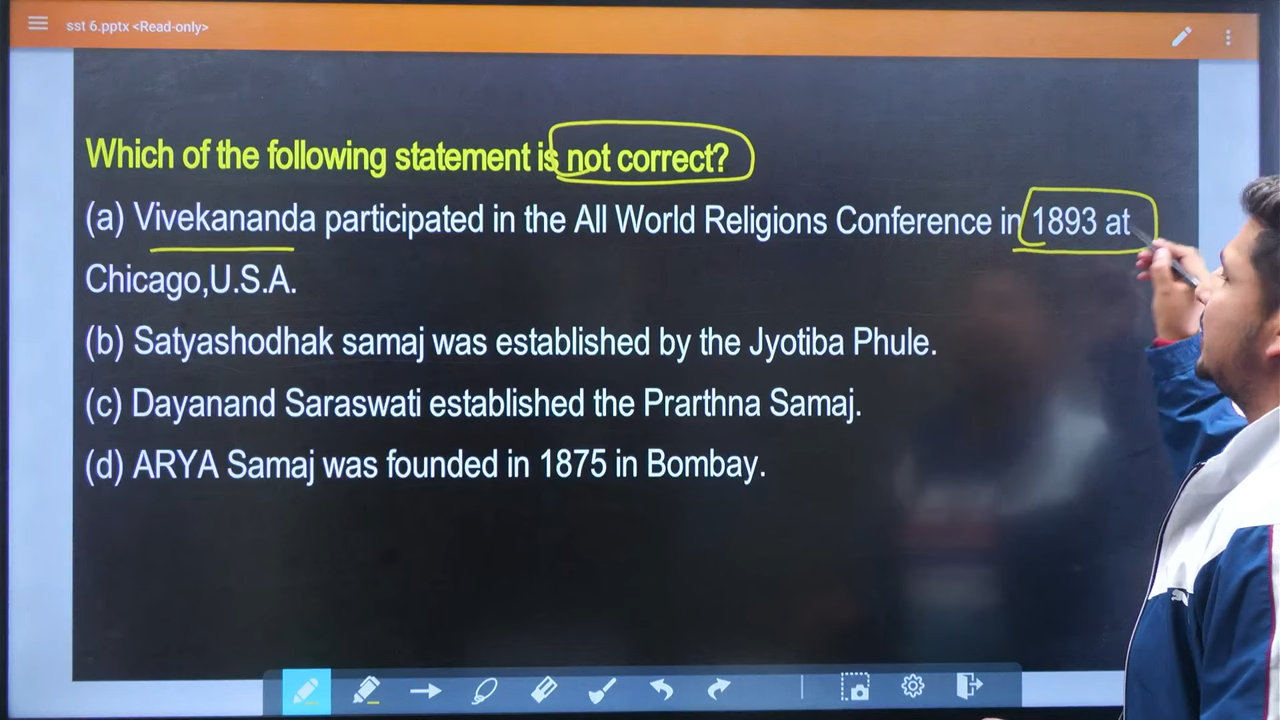 sst 6.pptx <Read-only>
Which of the following statement is not correct?
(a) Vivekananda participated in the All World Religions Conference in 1893 at
Chicago,U.S.A.
(b) Satyashodhak samaj was established by the Jyotiba Phule.
(c) Dayanand Saraswati established the Prarthna Samaj.
(d) ARYA Samaj was founded in 1875 in Bombay.